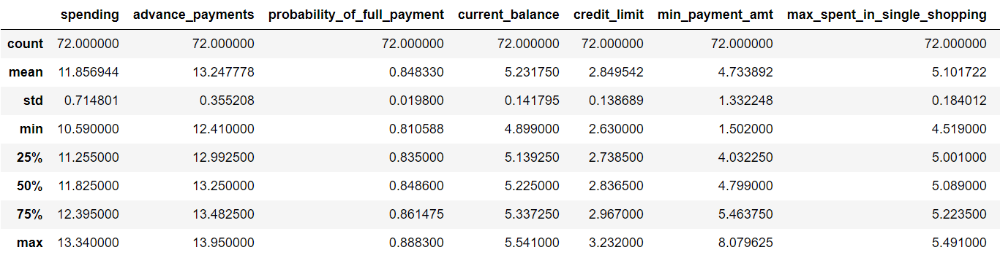 spending advance_payments probability_of_full_payment current_balance credit_limit min_payment_amt max_spent_in_single_shopping
count 72.000000 72.000000 72.000000 72.000000 72.000000 72.000000 72.000000
mean 11.856944 13.247778 0.848330 5.231750 2.849542 4.733892 5.101722
std 0.714801 0.355208 0.019800 0.141795 0.138689 1.332248 0.184012
min 10.590000 12.410000 0.810588 4.899000 2.630000 1.502000 4.519000
25% 11.255000 12.992500 0.835000 5.139250 2.738500 4.032250 5.001000
50% 11.825000 13.250000 0.848600 5.225000 2.836500 4.799000 5.089000
75% 12.395000 13.482500 0.861475 5.337250 2.967000 5.463750 5.223500
max 13.340000 13.950000 0.888300 5.541000 3.232000 8.079625 5.491000